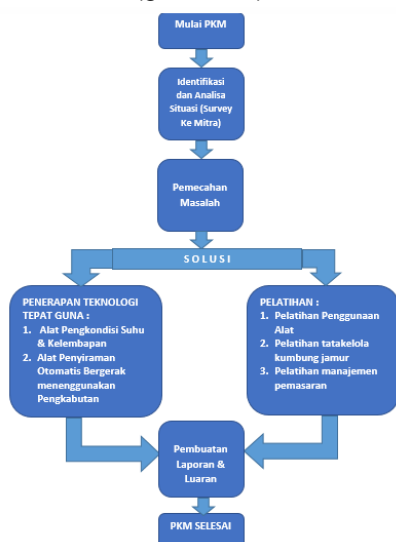 Mulai PKM
Identifikasi
dan Analisa
Situasi (Survey
Ke Mitra)
Pemecahan
Masalah
SOLUSI
PENERAPAN TEKNOLOGI
TEPAT GUNA :
1. Alat Pengkondisi Suhu
& Kelembapan
2. Alat Penyiraman
Otomatis Bergerak
menenggunakan
Pengkabutan
PELATIHAN :
1. Pelatihan Penggunaan
Alat
2. Pelatihan tatakelola
kumbung jamur
3. Pelatihan manajemen
pemasaran
Pembuatan
Laporan &
Luaran
PKM SELESAI